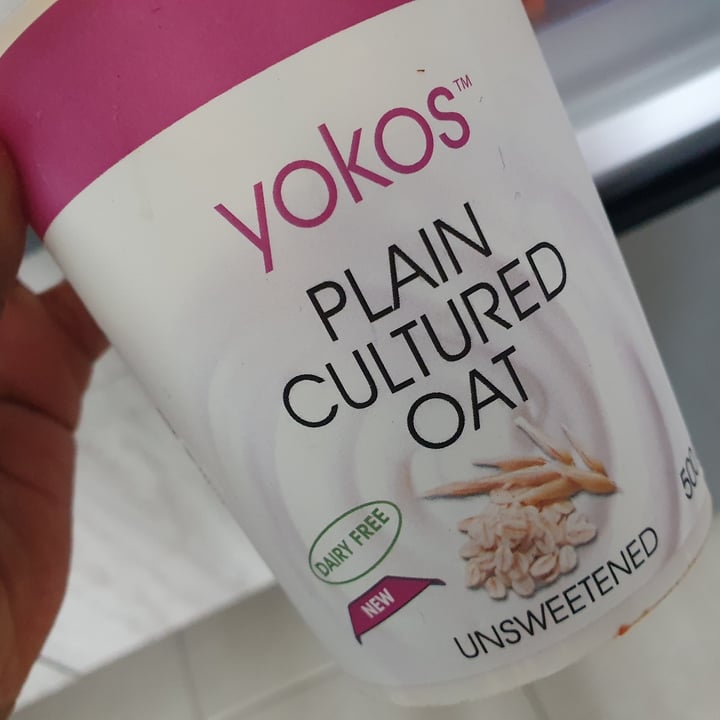 YOKOS™
PLAIN
CULTURED
OAT
DAIRY FREE
NEW
UNSWEETENED